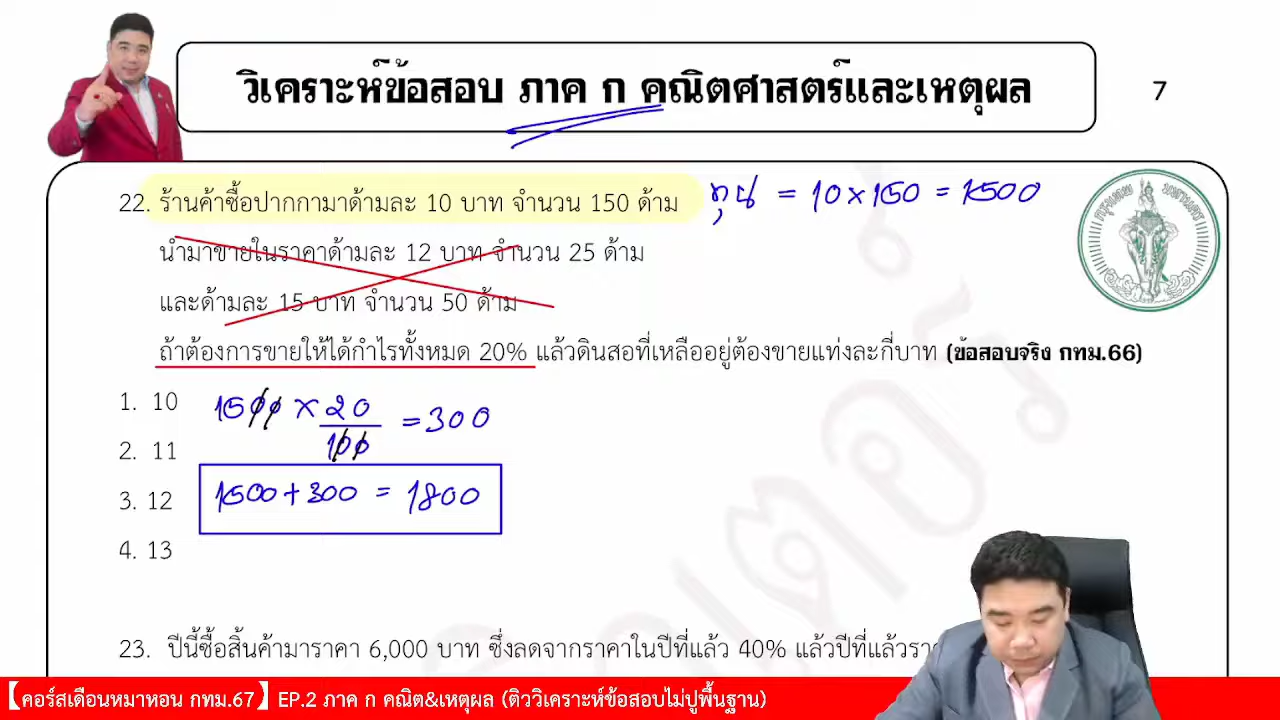 วิเคราะห์ข้อสอบ ภาค ก คณิตศาสตร์และเหตุผล
7
22. ร้านค้าซื้อปากกามาด้ามละ 10 บาท จำนวน 150 ด้าม
ทุน = 10 × 150 = 1500
นำมาขายในราคาด้ามละ 12 บาท จำนวน 25 ด้าม
และด้ามละ 15 บาท จำนวน 50 ด้าม
ถ้าต้องการขายให้ได้กำไรทั้งหมด 20% แล้วดินสอที่เหลืออยู่ต้องขายแท่งละกี่บาท (ข้อสอบจริง กทม.66)
1. 10
1500 × 20/100 = 300
2. 11
3. 12
1500 + 300 = 1800
4. 13
23. ปีนี้ซื้อสิ้นค้ามาราคา 6,000 บาท ซึ่งลดจากราคาในปีที่แล้ว 40% แล้วปีที่แล้วรา
【คอร์สเดือนหมาหอน กทม.67】 EP.2 ภาค ก คณิต&เหตุผล (ติววิเคราะห์ข้อสอบไม่ปูพื้นฐาน)
กรุงเทพมหานคร